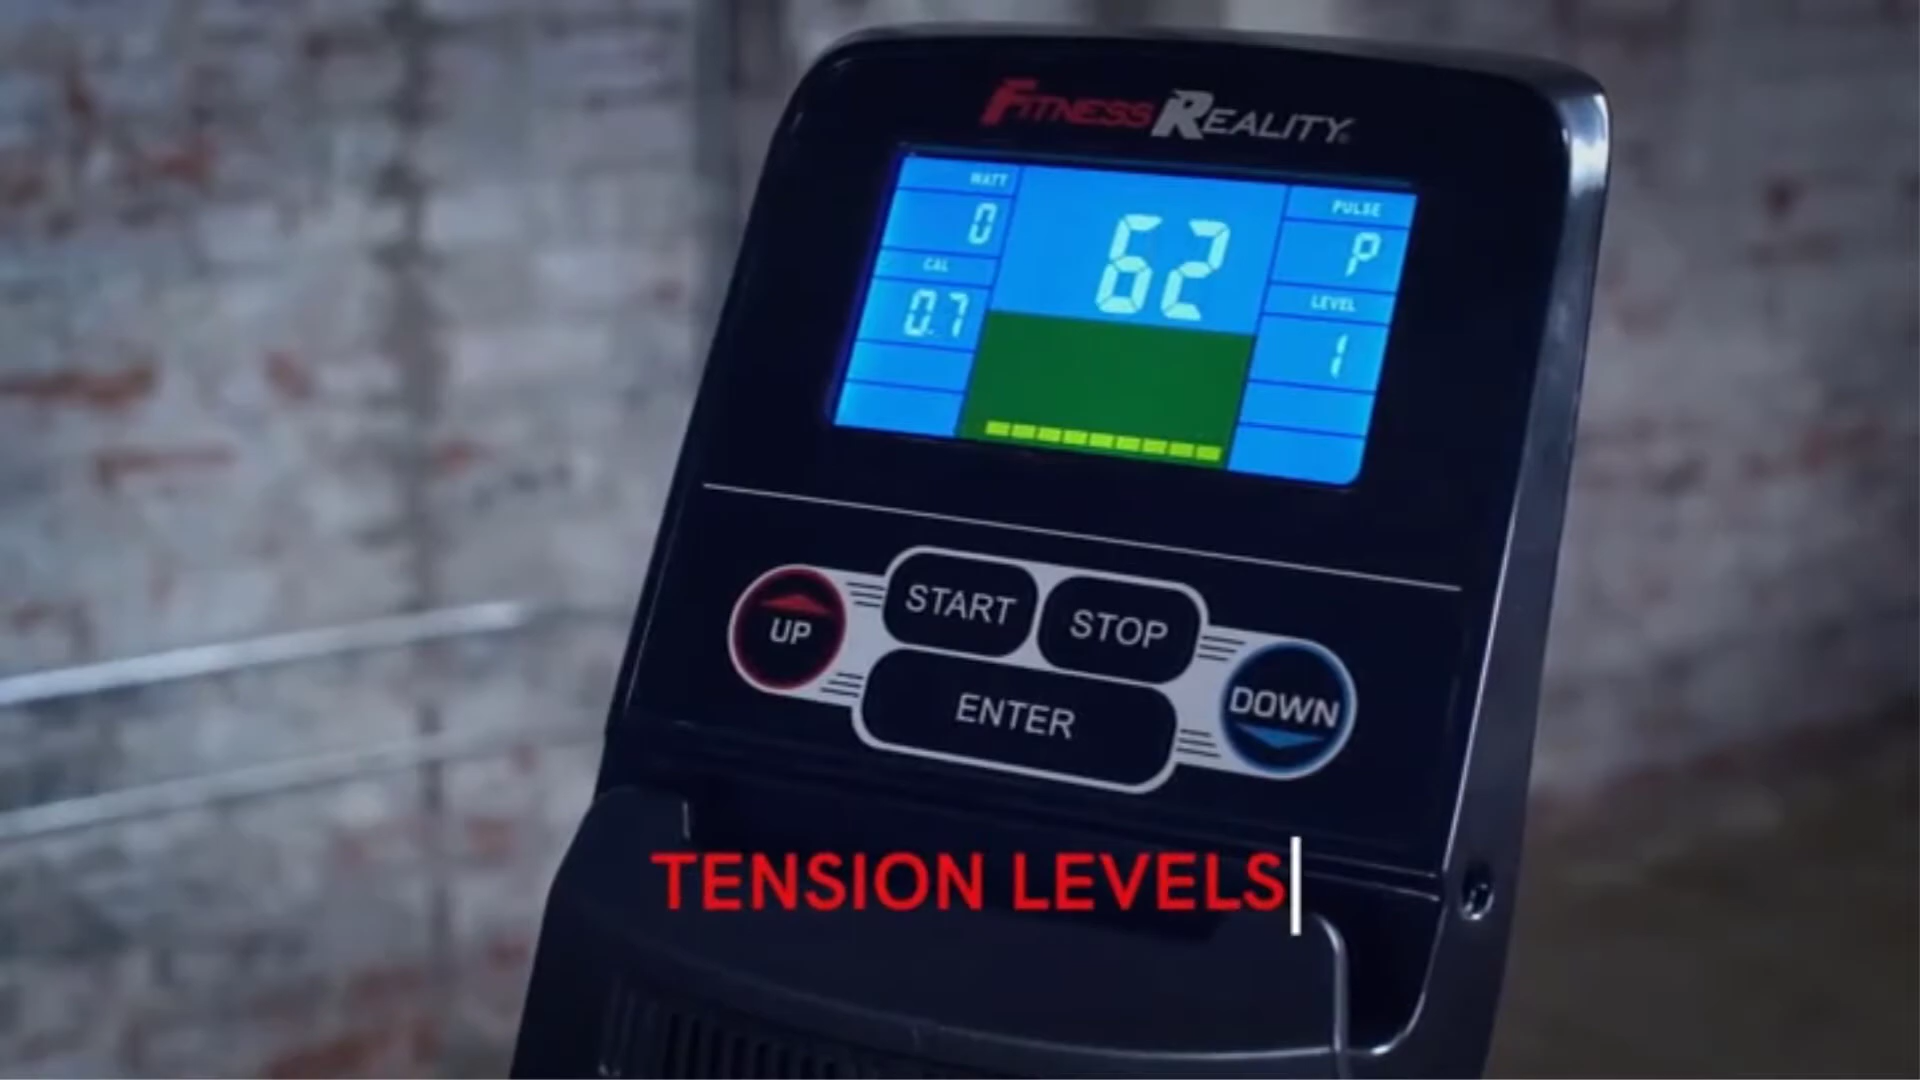 FITNESS REALITY
WATT
0
CAL
0.7
62
PULSE
P
LEVEL
1
UP
START
STOP
ENTER
DOWN
TENSION LEVELS